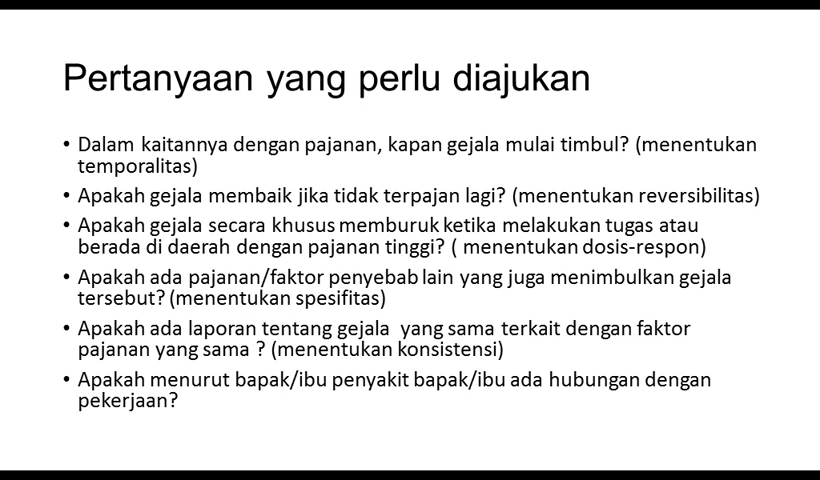 Pertanyaan yang perlu diajukan
• Dalam kaitannya dengan pajanan, kapan gejala mulai timbul? (menentukan
temporalitas)
• Apakah gejala membaik jika tidak terpajan lagi? (menentukan reversibilitas)
• Apakah gejala secara khusus memburuk ketika melakukan tugas atau
berada di daerah dengan pajanan tinggi? ( menentukan dosis-respon)
• Apakah ada pajanan/faktor penyebab lain yang juga menimbulkan gejala
tersebut? (menentukan spesifitas)
• Apakah ada laporan tentang gejala  yang sama terkait dengan faktor
pajanan yang sama ? (menentukan konsistensi)
• Apakah menurut bapak/ibu penyakit bapak/ibu ada hubungan dengan
pekerjaan?